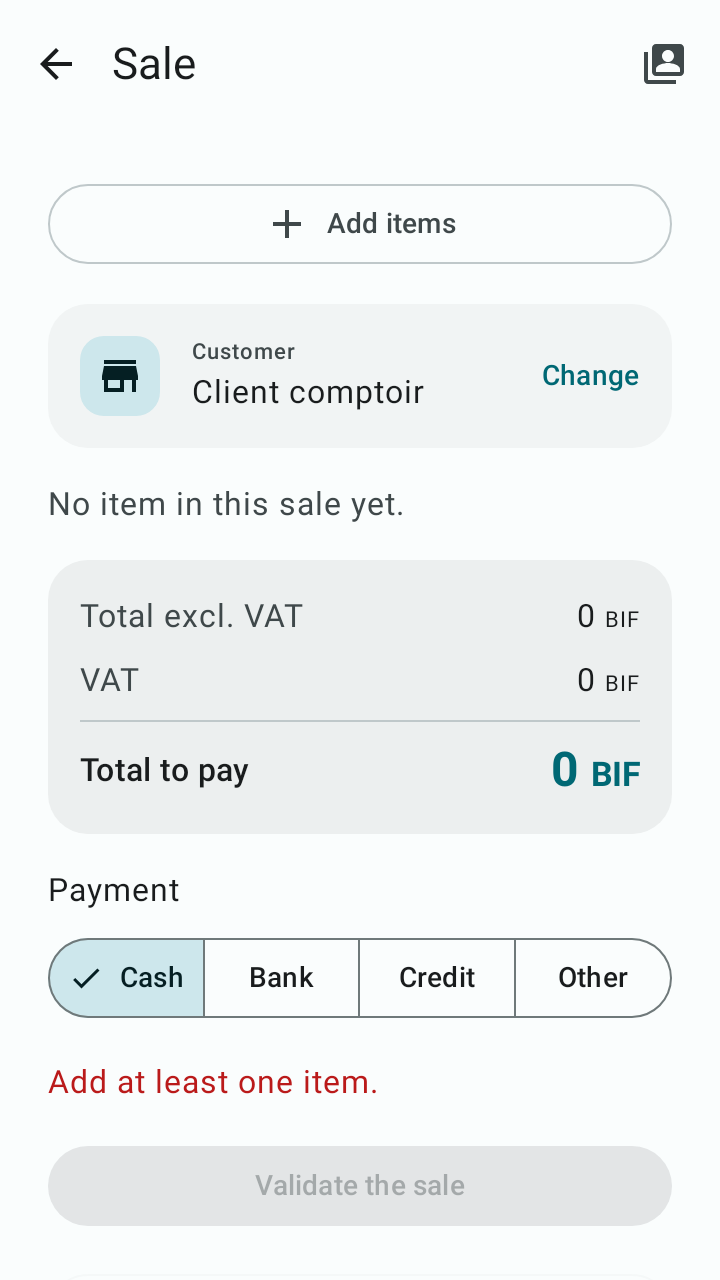 Sale
Add items
Customer
Client comptoir
Change
No item in this sale yet.
Total excl. VAT 0 BIF
VAT 0 BIF
Total to pay 0 BIF
Payment
Cash Bank Credit Other
Add at least one item.
Validate the sale